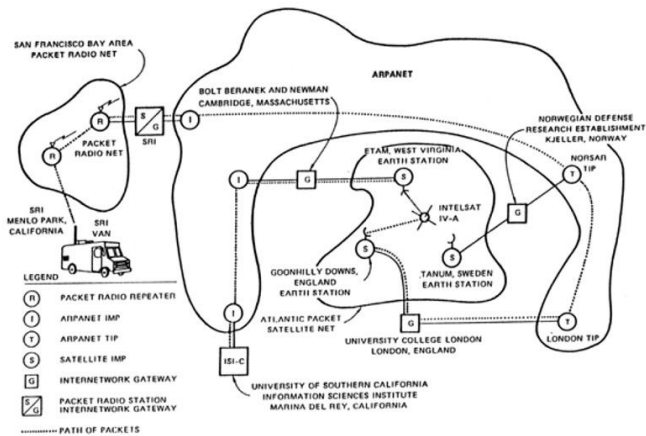 SAN FRANCISCO BAY AREA
PACKET RADIO NET
ARPANET
BOLT BERANEK AND NEWMAN
CAMBRIDGE, MASSACHUSETTS
NORWEGIAN DEFENSE
RESEARCH ESTABLISHMENT
KJELLER, NORWAY
R
S
G
I
SRI
PACKET
RADIO NET
R
ETAM, WEST VIRGINIA
EARTH STATION
NORSAR
TIP
T
I
G
S
INTELSAT
IV-A
G
SRI
MENLO PARK,
CALIFORNIA
SRI
VAN
S
S
GOONHILLY DOWNS,
ENGLAND
EARTH STATION
TANUM, SWEDEN
EARTH STATION
ATLANTIC PACKET
SATELLITE NET
I
G
T
UNIVERSITY COLLEGE LONDON
LONDON, ENGLAND
LONDON TIP
ISI-C
UNIVERSITY OF SOUTHERN CALIFORNIA
INFORMATION SCIENCES INSTITUTE
MARINA DEL REY, CALIFORNIA
LEGEND
R PACKET RADIO REPEATER
I ARPANET IMP
T ARPANET TIP
S SATELLITE IMP
G INTERNETWORK GATEWAY
S/G PACKET RADIO STATION
INTERNETWORK GATEWAY
PATH OF PACKETS